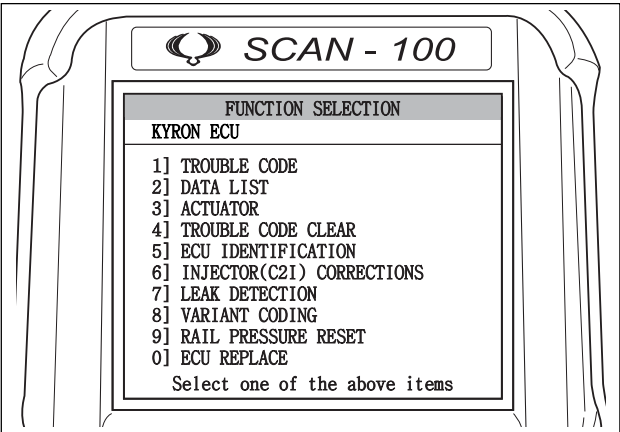 SCAN - 100
FUNCTION SELECTION
KYRON ECU
1] TROUBLE CODE
2] DATA LIST
3] ACTUATOR
4] TROUBLE CODE CLEAR
5] ECU IDENTIFICATION
6] INJECTOR(C2I) CORRECTIONS
7] LEAK DETECTION
8] VARIANT CODING
9] RAIL PRESSURE RESET
0] ECU REPLACE
Select one of the above items